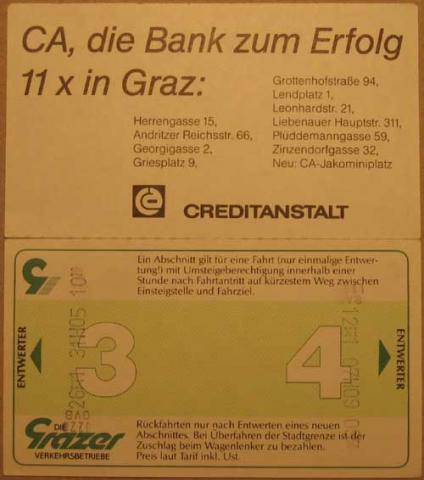 CA, die Bank zum Erfolg
11 x in Graz:
Herrengasse 15,
Andritzer Reichsstr. 66,
Georgigasse 2,
Griesplatz 9,
Grottenhofstraße 94,
Lendplatz 1,
Leonhardstr. 21,
Liebenauer Hauptstr. 311,
Plüddemanngasse 59,
Zinzendorfgasse 32,
Neu: CA-Jakominiplatz
CREDITANSTALT
Ein Abschnitt gilt für eine Fahrt (nur einmalige Entwer-
tung!) mit Umsteigeberechtigung innerhalb einer
Stunde nach Fahrtantritt auf kürzestem Weg zwischen
Einsteigstelle und Fahrziel.
ENTWERTER
3
4
ENTWERTER
DIE
Grazer
VERKEHRSBETRIEBE
Rückfahrten nur nach Entwerten eines neuen
Abschnittes. Bei Überfahren der Stadtgrenze ist der
Zuschlag beim Wagenlenker zu bezahlen.
Preis laut Tarif inkl. Ust.